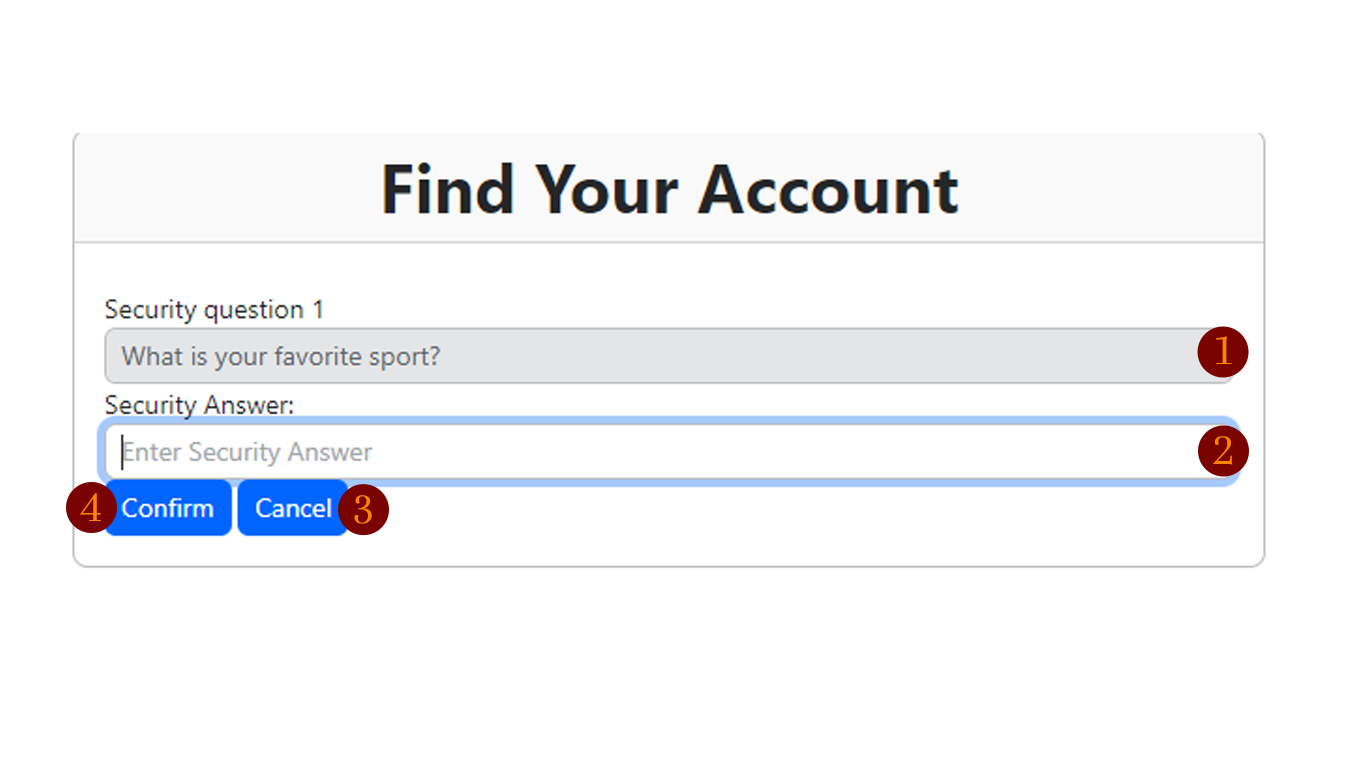 Find Your Account
Security question 1
What is your favorite sport? 1
Security Answer:
Enter Security Answer 2
4 Confirm Cancel 3